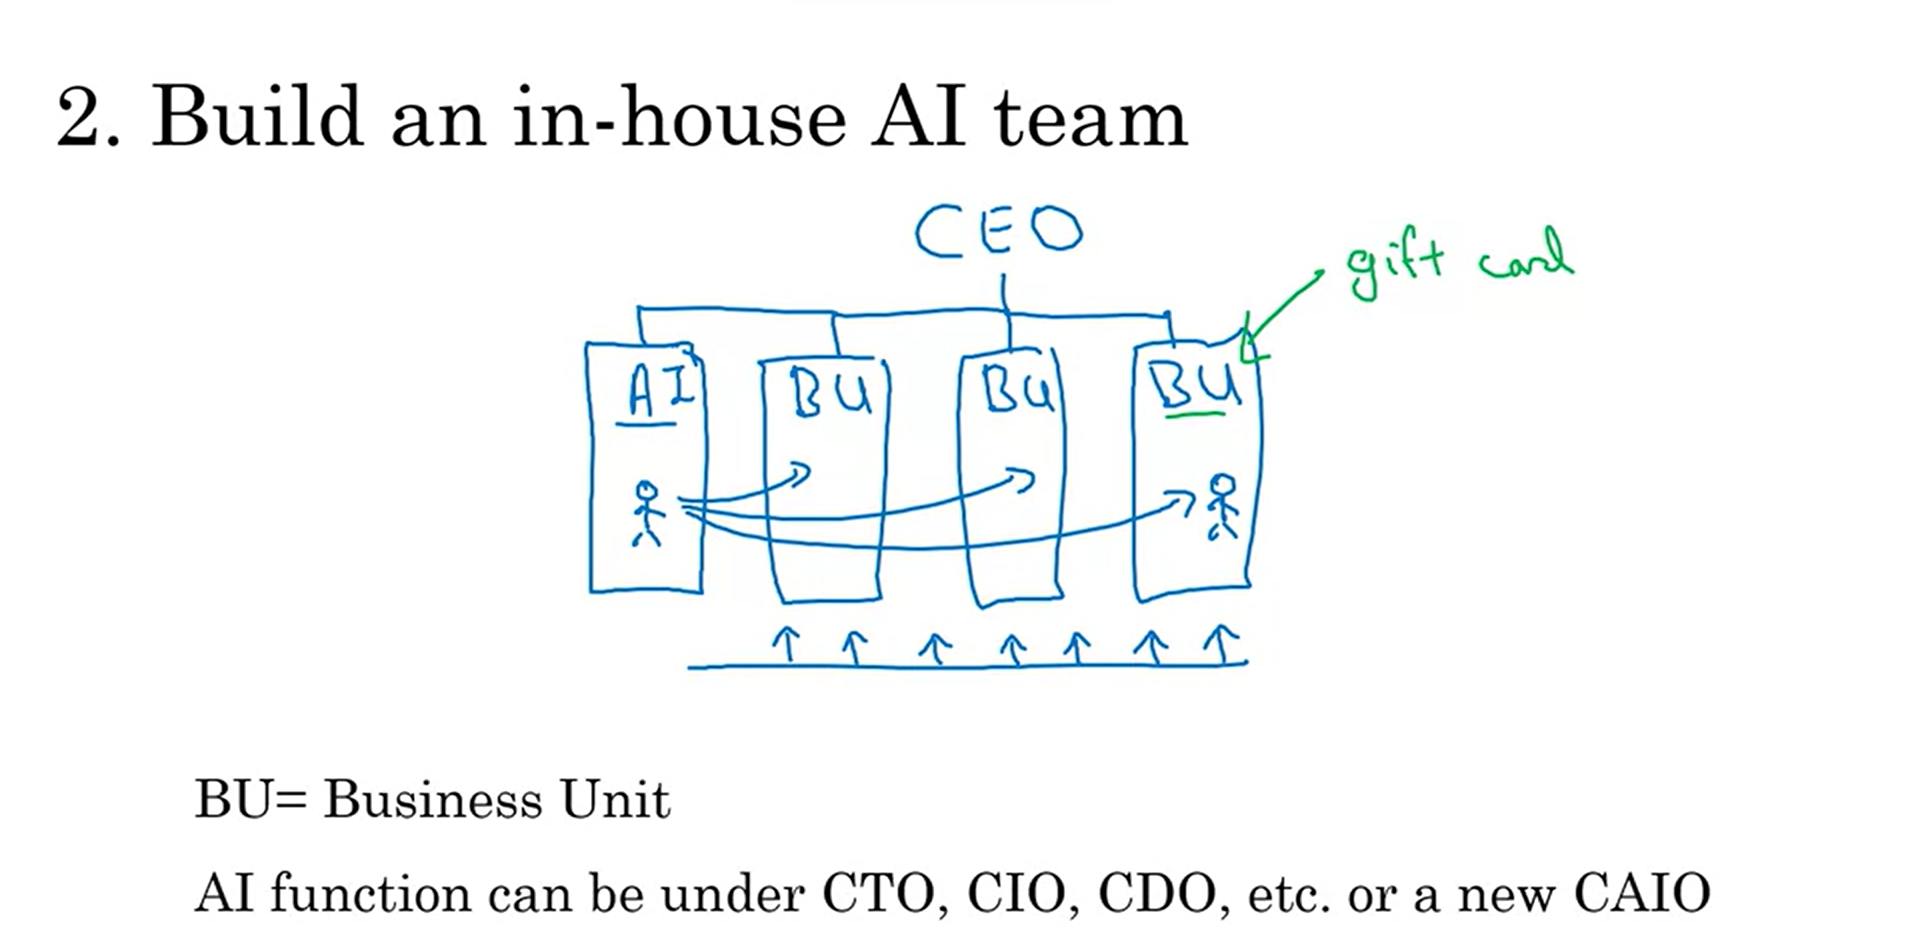 2. Build an in-house AI team
CEO
gift card
AI BU BU BU
BU= Business Unit
AI function can be under CTO, CIO, CDO, etc. or a new CAIO